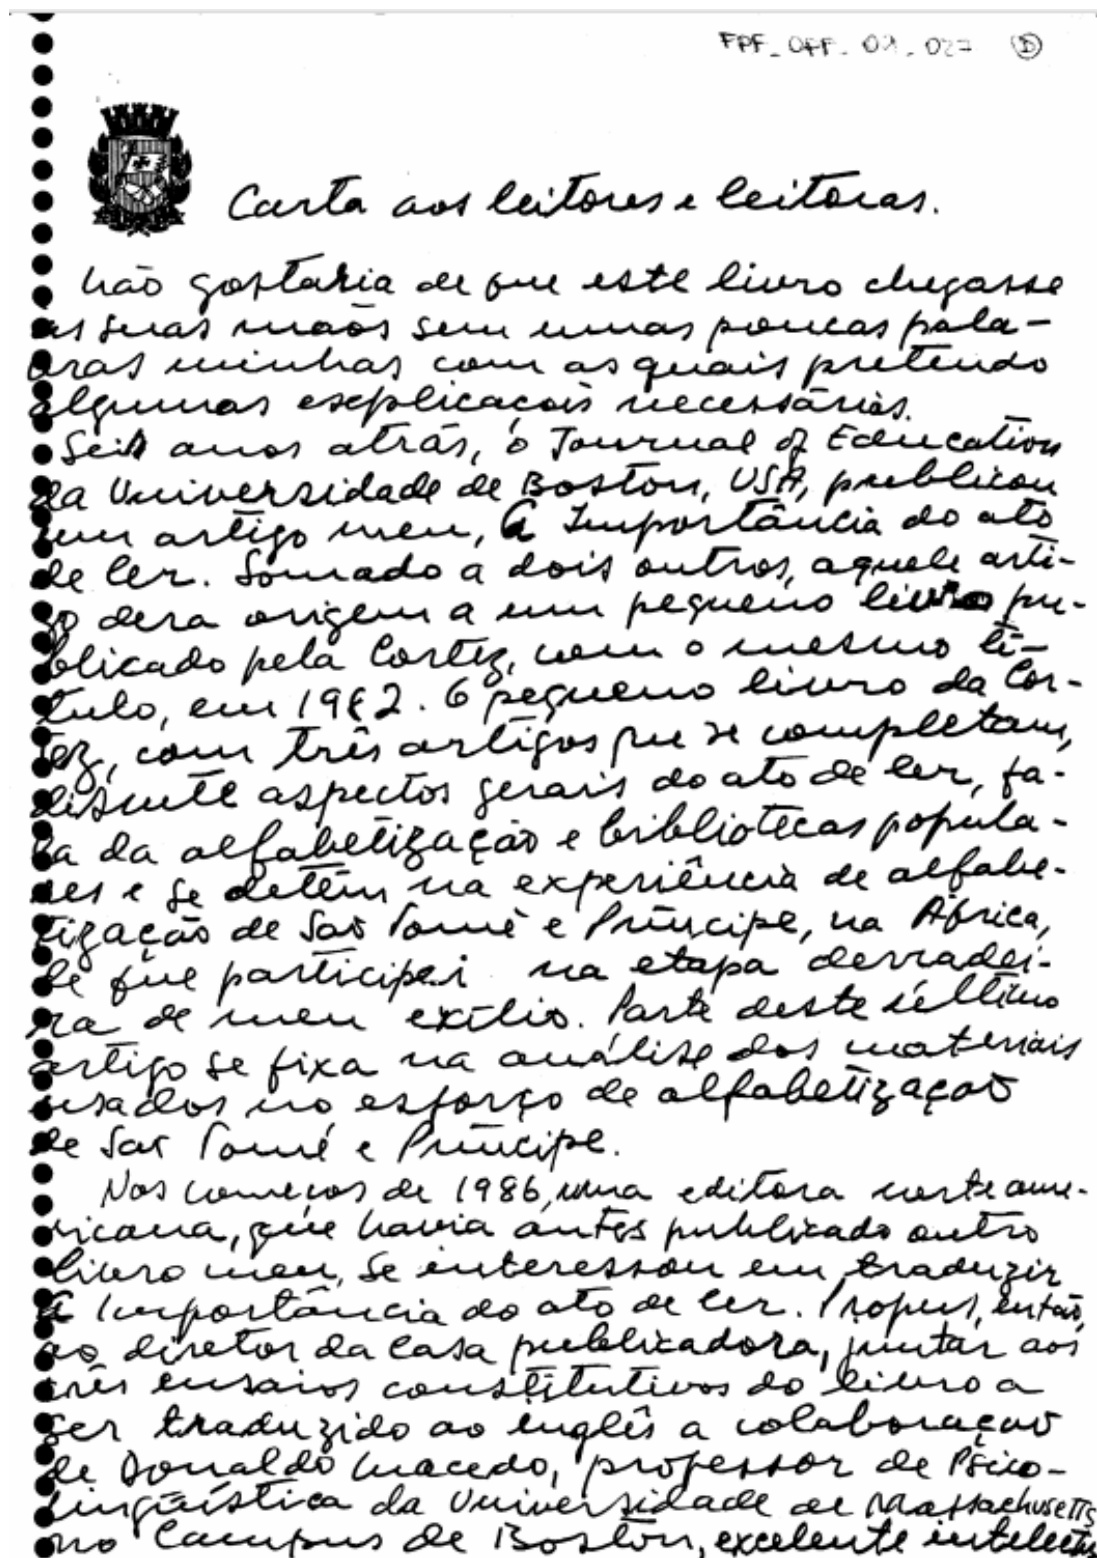 FPF_OPF_01_027 D
Carta aos leitores e leitoras.
Não gostaria de que este livro chegasse
as suas mãos sem umas poucas pala-
vras minhas com as quais pretendo
algumas explicações necessárias.
Seis anos atrás, o Journal of Education
da Universidade de Boston, USA, publicou
um artigo meu, A Importância do ato
de ler. Somado a dois outros, aquele arti-
go dera origem a um pequeno livro pu-
blicado pela Cortez, com o mesmo tí-
tulo, em 1982. O pequeno livro da Cor-
tez, com três artigos que se completam,
discute aspectos gerais do ato de ler, fa-
la da alfabetização e bibliotecas popula-
res e se detém na experiência de alfabe-
tização de São Tomé e Príncipe, na África,
de que participei na etapa derradei-
ra de meu exílio. Parte deste último
artigo se fixa na análise dos materiais
usados no esforço de alfabetização
de São Tomé e Príncipe.
Nos começos de 1986, uma editora norteame-
ricana, que havia antes publicado outro
livro meu, se interessou em traduzir
A Importância do ato de ler. Propus, então,
ao diretor da casa publicadora, juntar aos
três ensaios constitutivos do livro a
ser traduzido ao inglês a colaboração
de Donaldo Macedo, professor de Psico-
lingüística da Universidade de Massachusetts
no Campus de Boston, excelente intelectu